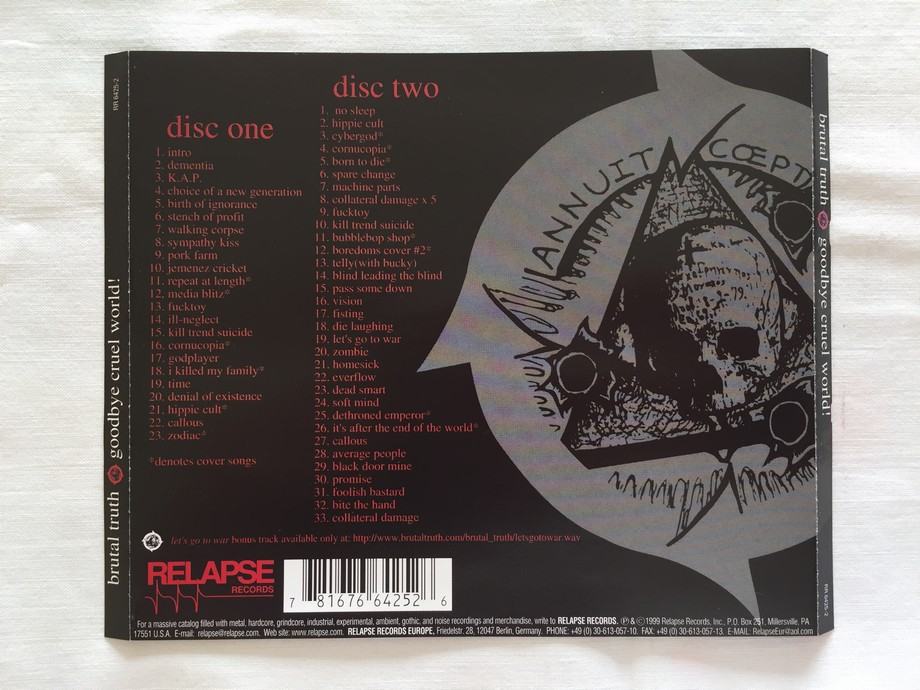 RR 6425-2
brutal truth goodbye cruel world!
disc one
1. intro
2. dementia
3. K.A.P.
4. choice of a new generation
5. birth of ignorance
6. stench of profit
7. walking corpse
8. sympathy kiss
9. pork farm
10. jemenez cricket
11. repeat at length*
12. media blitz*
13. fucktoy
14. ill-neglect
15. kill trend suicide
16. cornucopia*
17. godplayer
18. i killed my family*
19. time
20. denial of existence
21. hippie cult*
22. callous
23. zodiac*
*denotes cover songs
disc two
1. no sleep
2. hippie cult
3. cybergod*
4. cornucopia*
5. born to die*
6. spare change
7. machine parts
8. collateral damage x 5
9. fucktoy
10. kill trend suicide
11. bubblebop shop*
12. boredoms cover #2*
13. telly(with bucky)
14. blind leading the blind
15. pass some down
16. vision
17. fisting
18. die laughing
19. let's go to war
20. zombie
21. homesick
22. everflow
23. dead smart
24. soft mind
25. dethroned emperor*
26. it's after the end of the world*
27. callous
28. average people
29. black door mine
30. promise
31. foolish bastard
32. bite the hand
33. collateral damage
ANNUIT CŒPT
let's go to war bonus track available only at: http://www.brutaltruth.com/brutal_truth/letsgotowar.wav
RELAPSE
RECORDS
7 81676 64252 6
For a massive catalog filled with metal, hardcore, grindcore, industrial, experimental, ambient, gothic, and noise recordings and merchandise, write to RELAPSE RECORDS. ℗ & ©1999 Relapse Records, Inc., P.O. Box 251, Millersville, PA
17551 U.S.A. E-mail: relapse@relapse.com. Web site: www.relapse.com. RELAPSE RECORDS EUROPE, Friedelstr. 28, 12047 Berlin, Germany. PHONE: +49 (0) 30-613-057-10. FAX: +49 (0) 30-613-057-13. E-MAIL: RelapseEur@aol.com
brutal truth goodbye cruel world!
RR 6425-2